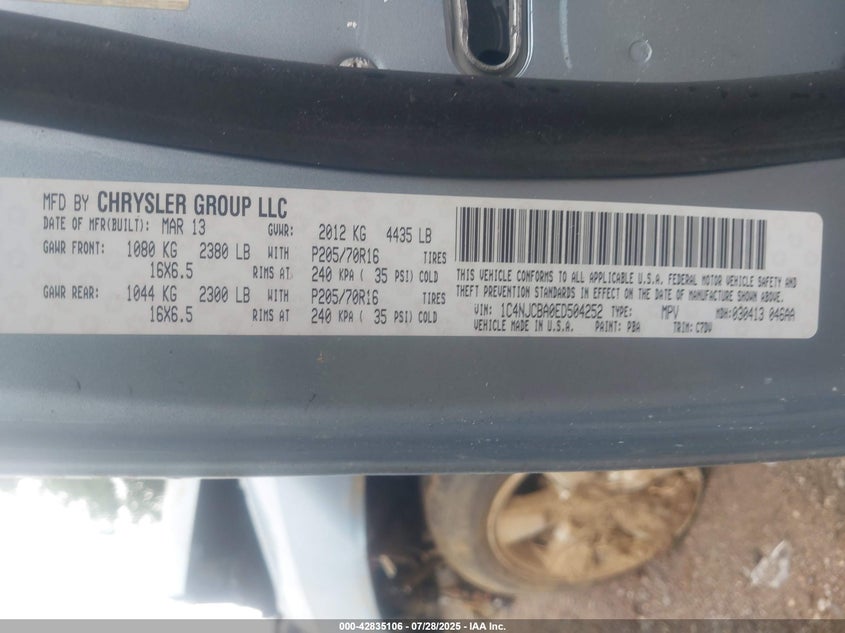 MFD BY CHRYSLER GROUP LLC
DATE OF MFR(BUILT): MAR 13 GVWR: 2012 KG 4435 LB
GAWR FRONT: 1080 KG 2380 LB WITH P205/70R16 TIRES
16X6.5 RIMS AT 240 KPA ( 35 PSI) COLD
GAWR REAR: 1044 KG 2300 LB WITH P205/70R16 TIRES
16X6.5 RIMS AT 240 KPA ( 35 PSI) COLD
THIS VEHICLE CONFORMS TO ALL APPLICABLE U.S.A. FEDERAL MOTOR VEHICLE SAFETY AND
THEFT PREVENTION STANDARDS IN EFFECT ON THE DATE OF MANUFACTURE SHOWN ABOVE.
VIN: 1C4NJCBA0ED504252 TYPE: MPV MDH:030413 046AA
VEHICLE MADE IN U.S.A. PAINT: PBA TRIM: C7DV
000-42835106 - 07/28/2025 - IAA Inc.